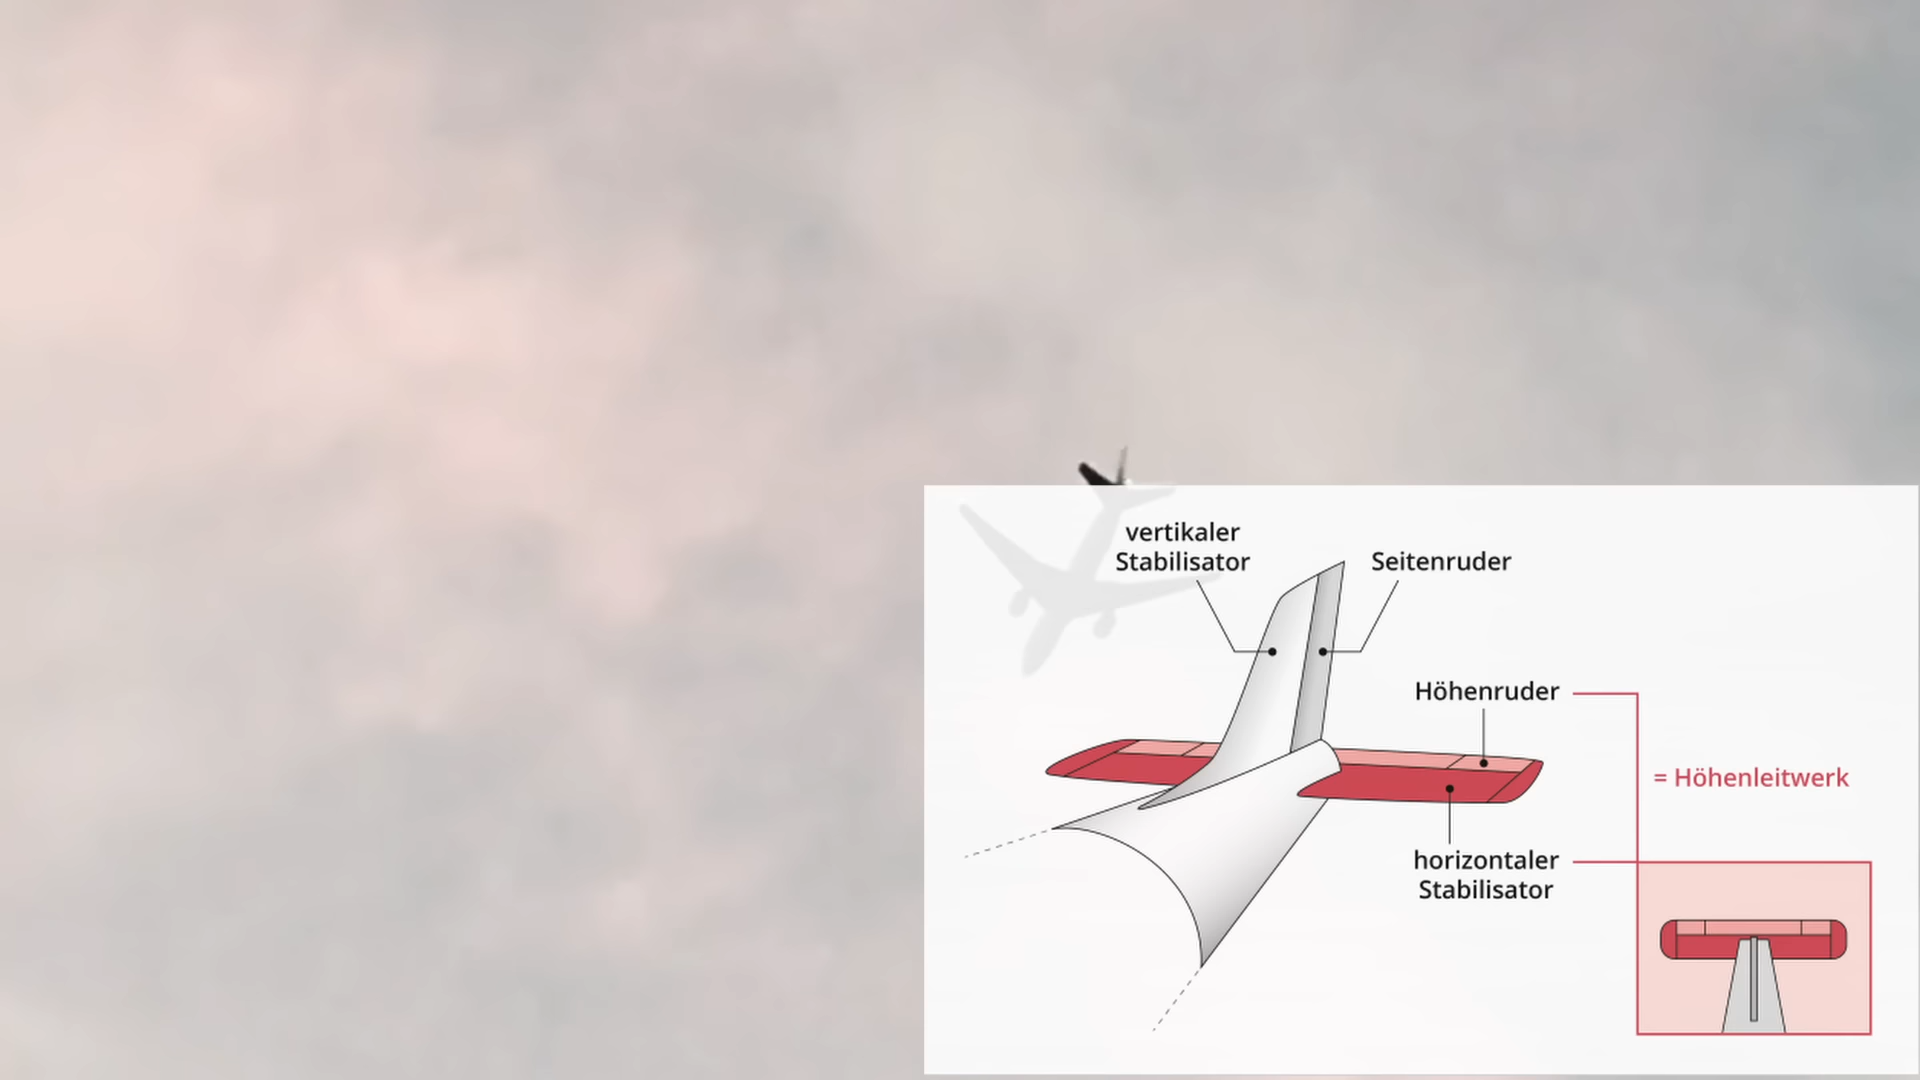 vertikaler
Stabilisator
Seitenruder
Höhenruder
= Höhenleitwerk
horizontaler
Stabilisator